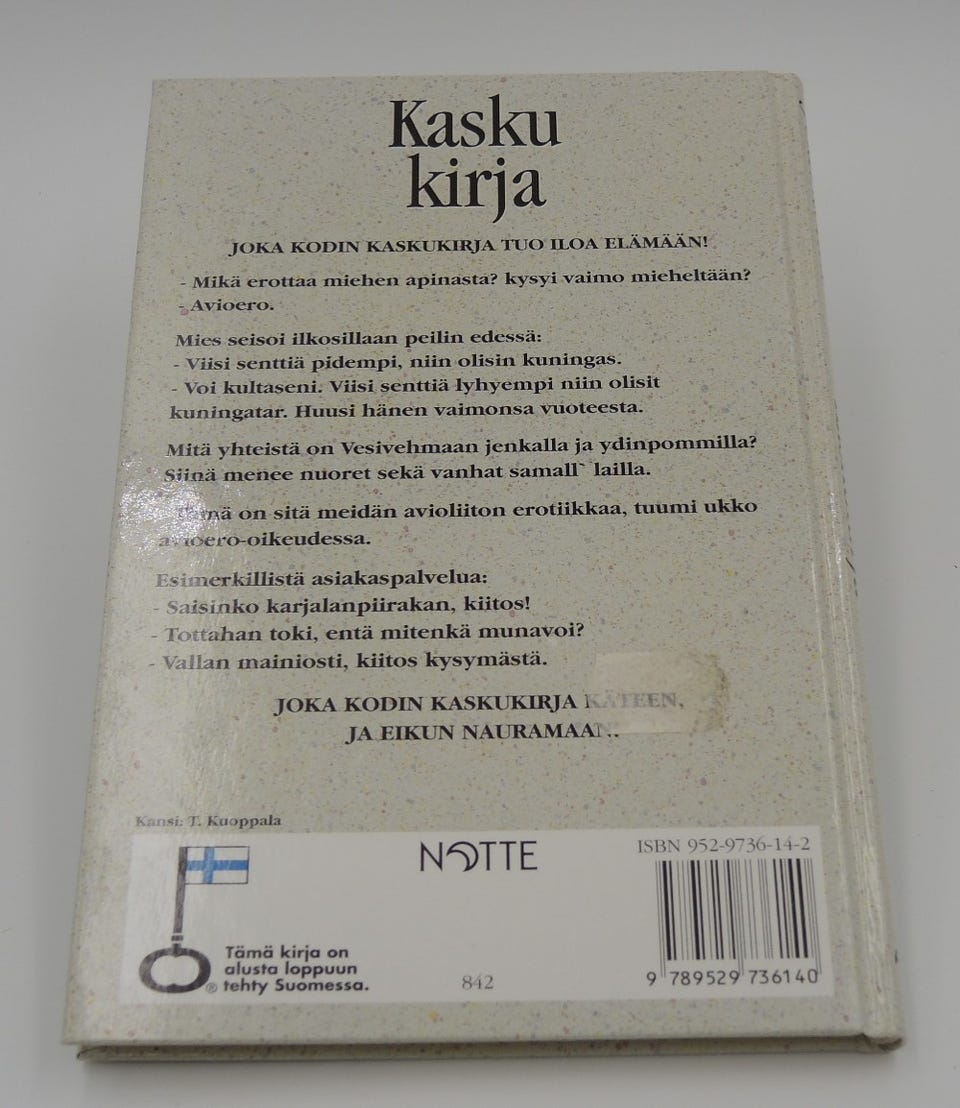 Kasku
kirja
JOKA KODIN KASKUKIRJA TUO ILOA ELÄMÄÄN!
- Mikä erottaa miehen apinasta? kysyi vaimo mieheltään?
- Avioero.
Mies seisoi ilkosillaan peilin edessä:
- Viisi senttiä pidempi, niin olisin kuningas.
- Voi kultaseni. Viisi senttiä lyhyempi niin olisit
kuningatar. Huusi hänen vaimonsa vuoteesta.
Mitä yhteistä on Vesivehmaan jenkalla ja ydinpommilla?
Siinä menee nuoret sekä vanhat samall` lailla.
Tämä on sitä meidän avioliiton erotiikkaa, tuumi ukko
avioero-oikeudessa.
Esimerkillistä asiakaspalvelua:
- Saisinko karjalanpiirakan, kiitos!
- Tottahan toki, entä mitenkä munavoi?
- Vallan mainiosti, kiitos kysymästä.
JOKA KODIN KASKUKIRJA KÄTEEN,
JA EIKUN NAURAMAAN!
Kansi: T. Kuoppala
NOTTE
ISBN 952-9736-14-2
Tämä kirja on
alusta loppuun
® tehty Suomessa.
842
9 789529 736140